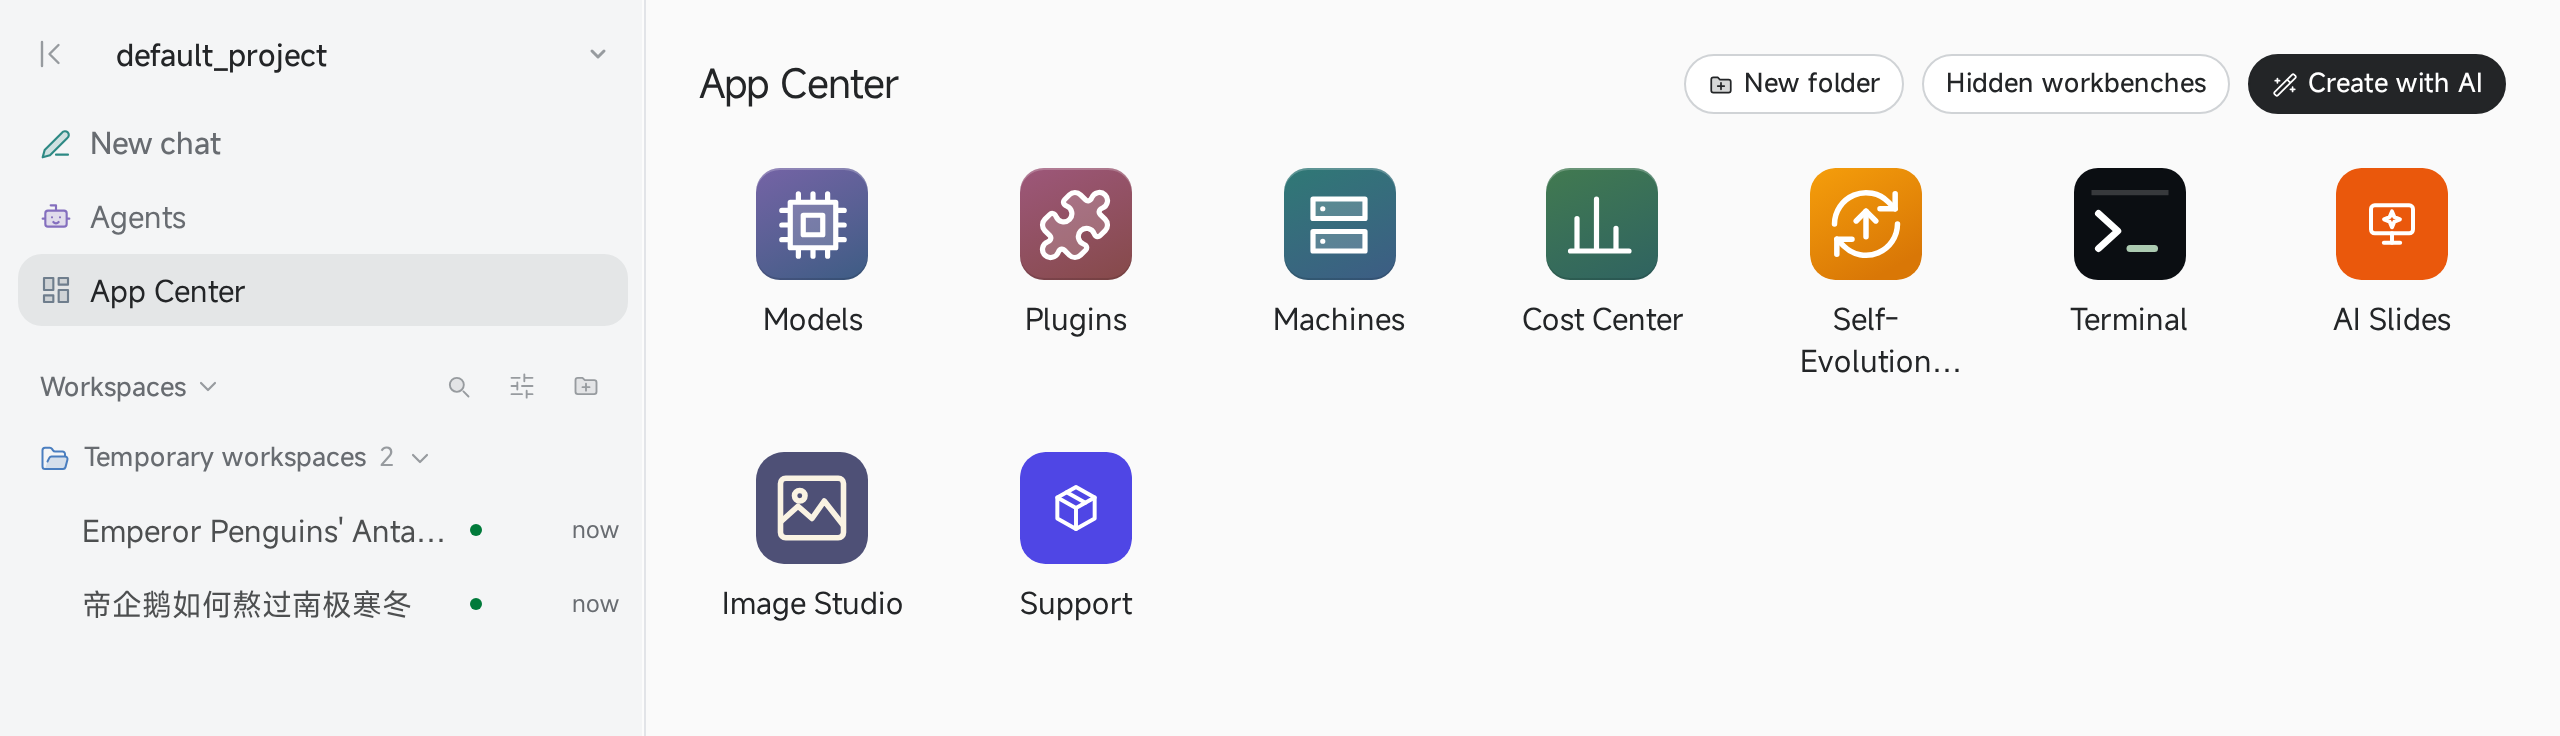 default_project
New chat
Agents
App Center
Workspaces
Temporary workspaces 2
Emperor Penguins' Anta... now
帝企鹅如何熬过南极寒冬 now
App Center
New folder
Hidden workbenches
Create with AI
Models
Plugins
Machines
Cost Center
Self-
Evolution...
Terminal
AI Slides
Image Studio
Support